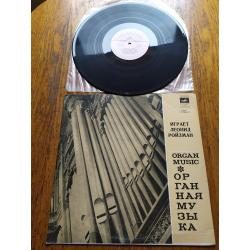 ИГРАЕТ
ЛЕОНИД
РОЙЗМАН
ORGAN
MUSIC
*
ОР
ГАН
НАЯ
МУ
ЗЫ
КА